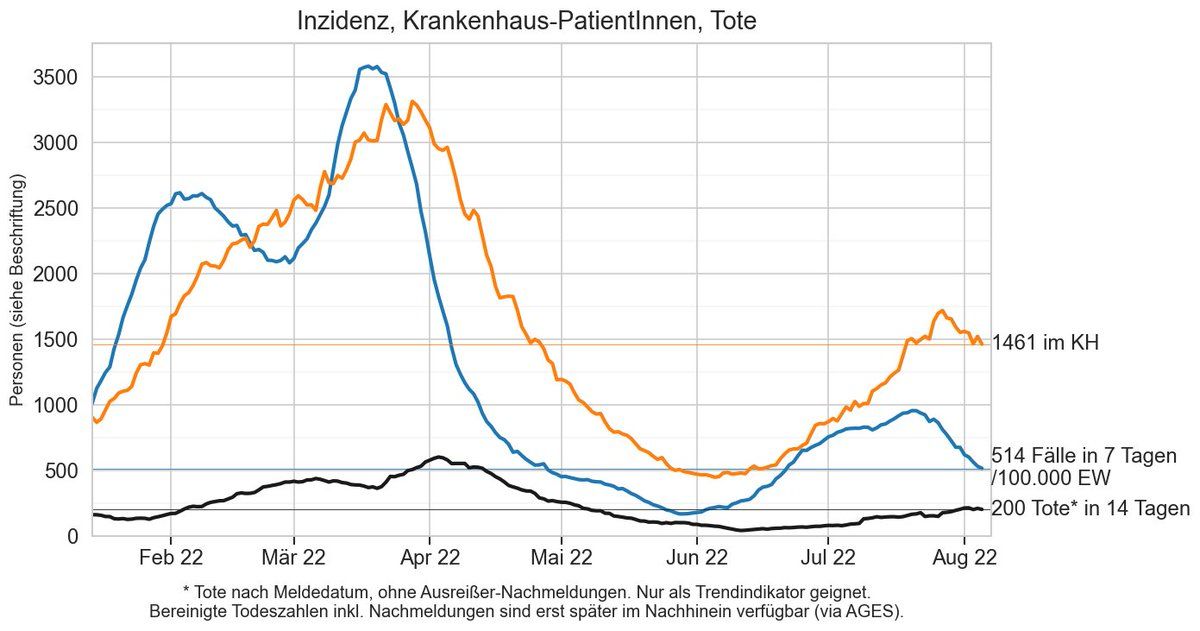 Inzidenz, Krankenhaus-PatientInnen, Tote
Personen (siehe Beschriftung)
3500
3000
2500
2000
1500
1000
500
0
1461 im KH
514 Fälle in 7 Tagen
/100.000 EW
200 Tote* in 14 Tagen
Feb 22
Mär 22
Apr 22
Mai 22
Jun 22
Jul 22
Aug 22
* Tote nach Meldedatum, ohne Ausreißer-Nachmeldungen. Nur als Trendindikator geignet.
Bereinigte Todeszahlen inkl. Nachmeldungen sind erst später im Nachhinein verfügbar (via AGES).